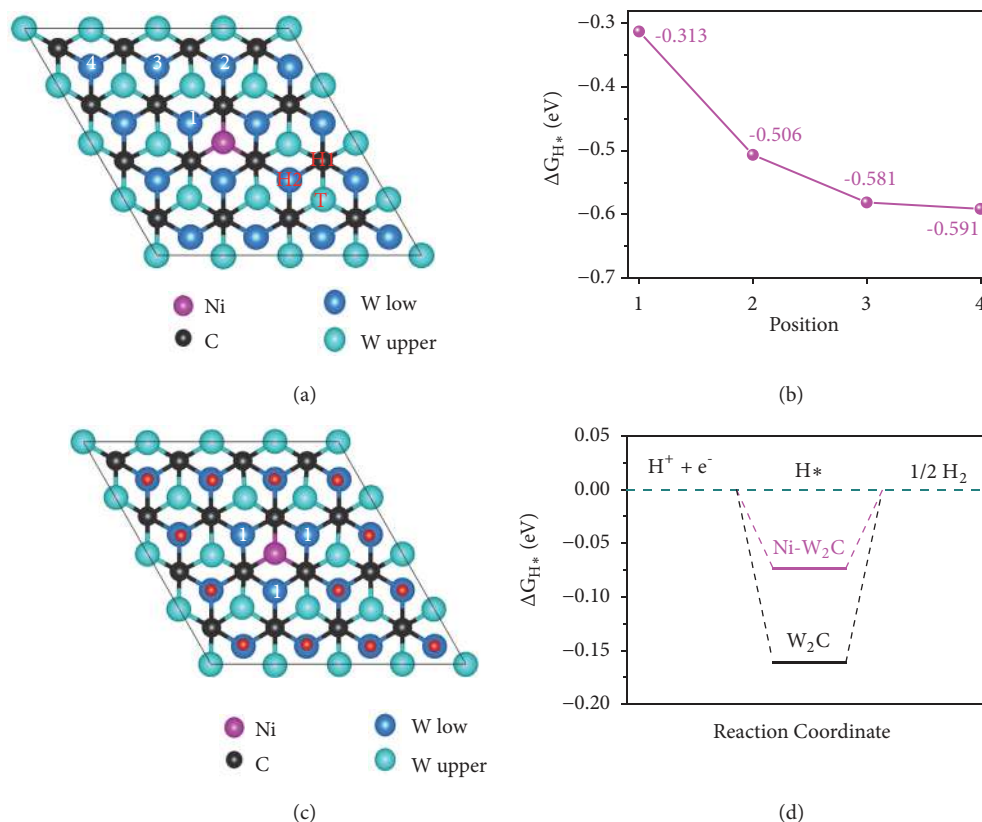 4 3 2
1
H1
H2
T
Ni
W low
C
W upper
(a)
−0.3
−0.4
−0.5
−0.6
−0.7
ΔG_H* (eV)
-0.313
-0.506
-0.581
-0.591
1 2 3 4
Position
(b)
1 1
1
Ni
W low
C
W upper
(c)
0.05
0.00
−0.05
−0.10
−0.15
−0.20
ΔG_H* (eV)
H⁺ + e⁻ H* 1/2 H₂
Ni-W₂C
W₂C
Reaction Coordinate
(d)